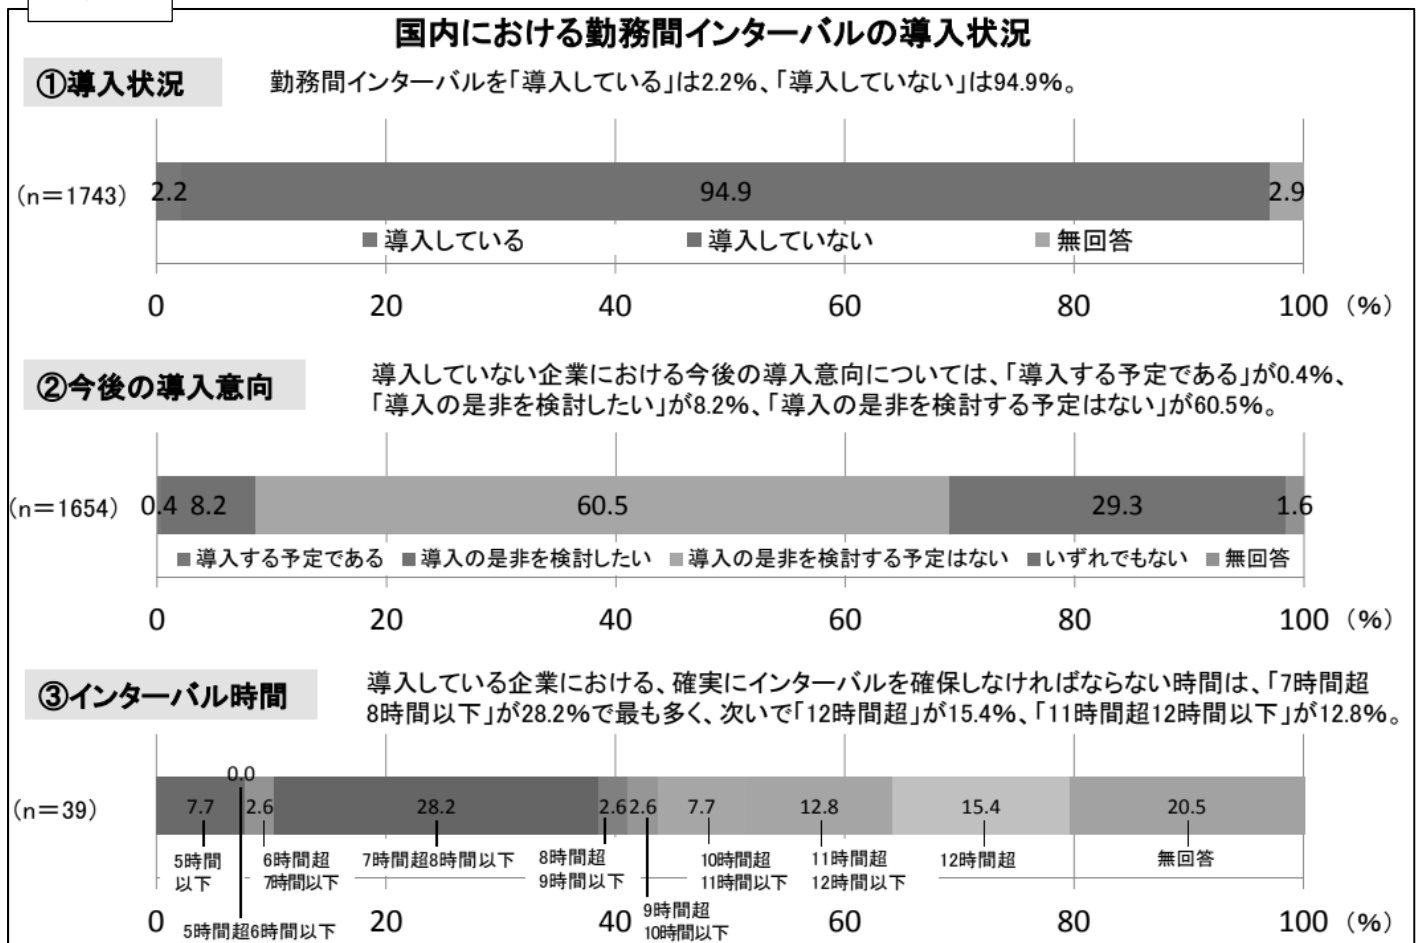 国内における勤務間インターバルの導入状況
①導入状況
勤務間インターバルを「導入している」は2.2%、「導入していない」は94.9%。
(n=1743)
2.2
94.9
2.9
■導入している
■導入していない
■無回答
0
20
40
60
80
100
(%)
②今後の導入意向
導入していない企業における今後の導入意向については、「導入する予定である」が0.4%、
「導入の是非を検討したい」が8.2%、「導入の是非を検討する予定はない」が60.5%。
(n=1654)
0.4
8.2
60.5
29.3
1.6
■導入する予定である
■導入の是非を検討したい
■導入の是非を検討する予定はない
■いずれでもない
■無回答
0
20
40
60
80
100
(%)
③インターバル時間
導入している企業における、確実にインターバルを確保しなければならない時間は、「7時間超
8時間以下」が28.2%で最も多く、次いで「12時間超」が15.4%、「11時間超12時間以下」が12.8%。
(n=39)
7.7
0.0
2.6
28.2
2.6
2.6
7.7
12.8
15.4
20.5
5時間
以下
5時間超6時間以下
6時間超
7時間以下
7時間超8時間以下
8時間超
9時間以下
9時間超
10時間以下
10時間超
11時間以下
11時間超
12時間以下
12時間超
無回答
0
20
40
60
80
100
(%)